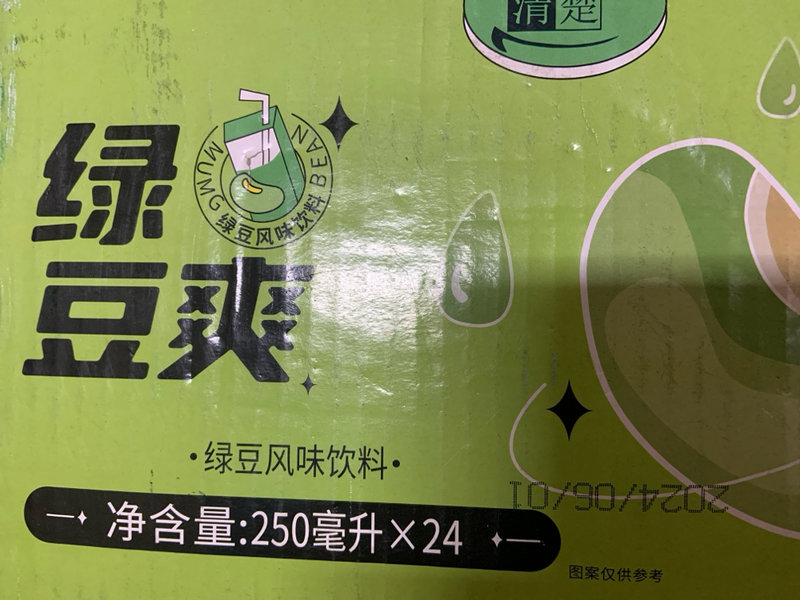 清楚
绿
豆爽
MUMG BEAN
绿豆风味饮料
·绿豆风味饮料·
净含量:250毫升×24
2024/06/01
图案仅供参考